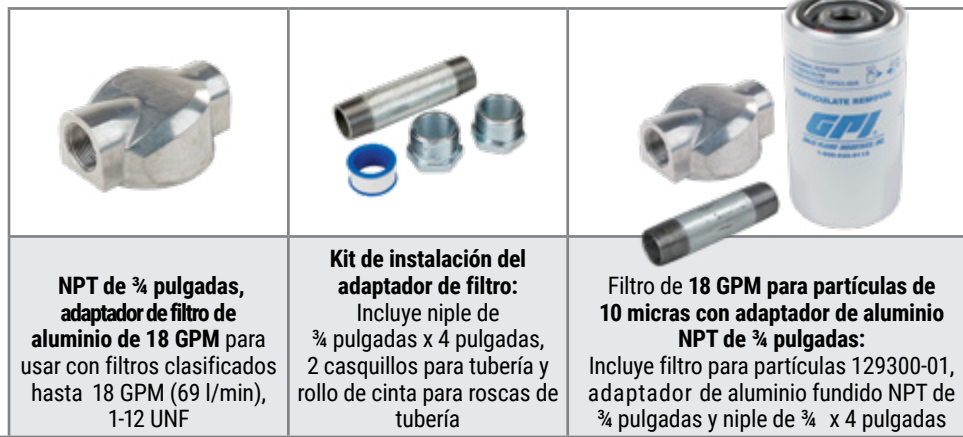 PARTICULATE REMOVAL
GPI
NPT de ¾ pulgadas,
adaptador de filtro de
aluminio de 18 GPM para
usar con filtros clasificados
hasta 18 GPM (69 l/min),
1-12 UNF
Kit de instalación del
adaptador de filtro:
Incluye niple de
¾ pulgadas x 4 pulgadas,
2 casquillos para tubería y
rollo de cinta para roscas de
tubería
Filtro de 18 GPM para partículas de
10 micras con adaptador de aluminio
NPT de ¾ pulgadas:
Incluye filtro para partículas 129300-01,
adaptador de aluminio fundido NPT de
¾ pulgadas y niple de ¾ x 4 pulgadas